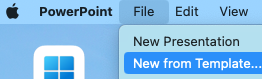 PowerPoint File Edit View
New Presentation
New from Template...